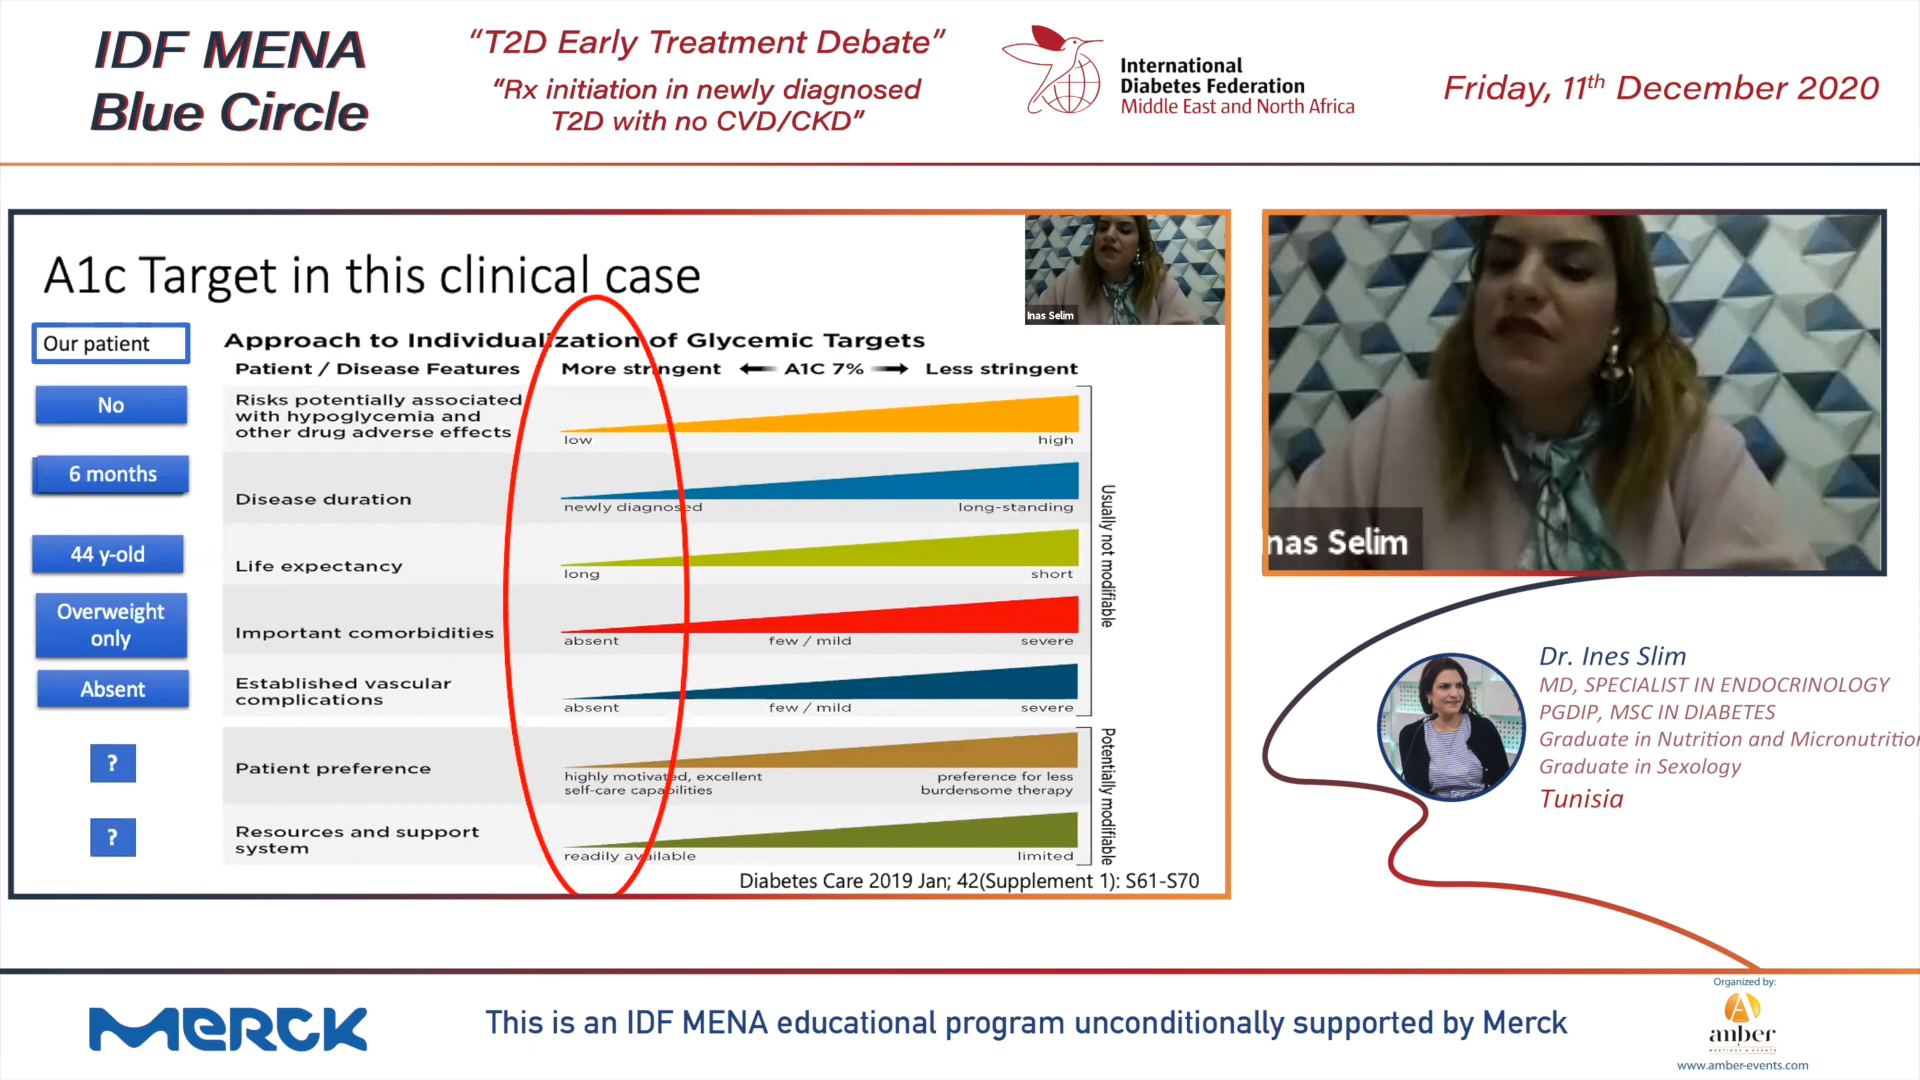 IDF MENA
Blue Circle
“T2D Early Treatment Debate”
“Rx initiation in newly diagnosed
T2D with no CVD/CKD”
International
Diabetes Federation
Middle East and North Africa
Friday, 11th December 2020
A1c Target in this clinical case
Inas Selim
Our patient
Approach to Individualization of Glycemic Targets
Patient / Disease Features
More stringent
A1C 7%
Less stringent
No
Risks potentially associated
with hypoglycemia and
other drug adverse effects
low
high
6 months
Disease duration
newly diagnosed
long-standing
44 y-old
Life expectancy
long
short
Overweight
only
Important comorbidities
absent
few / mild
severe
Absent
Established vascular
complications
absent
few / mild
severe
Usually not modifiable
?
Patient preference
highly motivated, excellent
self-care capabilities
preference for less
burdensome therapy
?
Resources and support
system
readily available
limited
Potentially modifiable
Diabetes Care 2019 Jan; 42(Supplement 1): S61-S70
nas Selim
Dr. Ines Slim
MD, SPECIALIST IN ENDOCRINOLOGY
PGDIP, MSC IN DIABETES
Graduate in Nutrition and Micronutrition
Graduate in Sexology
Tunisia
MERCK
This is an IDF MENA educational program unconditionally supported by Merck
Organized by:
amber
MEETINGS & EVENTS
www.amber-events.com